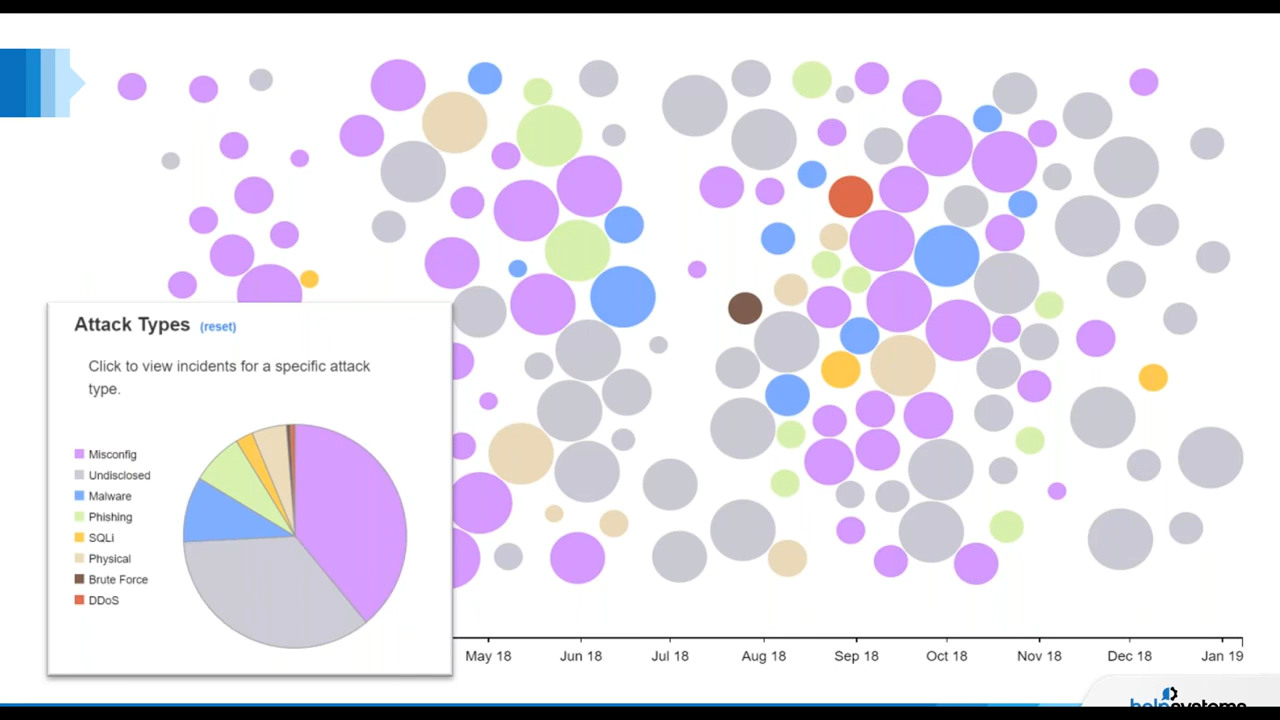 Attack Types (reset)
Click to view incidents for a specific attack
type.
Misconfig
Undisclosed
Malware
Phishing
SQLi
Physical
Brute Force
DDoS
May 18 Jun 18 Jul 18 Aug 18 Sep 18 Oct 18 Nov 18 Dec 18 Jan 19
helpsystems